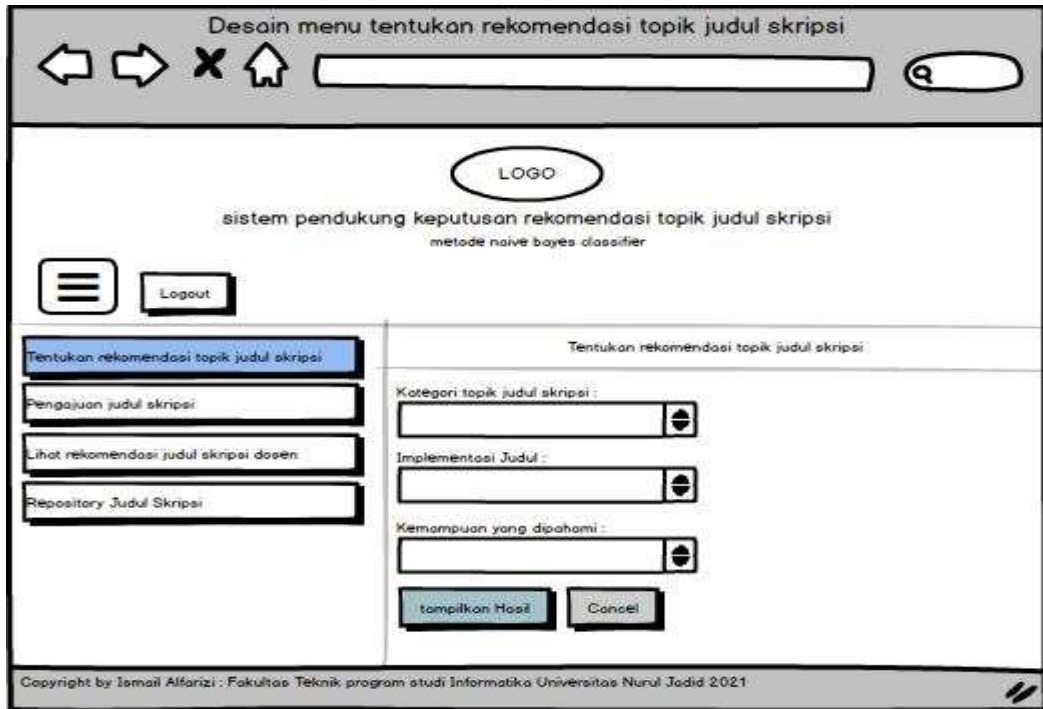 Desain menu tentukan rekomendasi topik judul skripsi
LOGO
sistem pendukung keputusan rekomendasi topik judul skripsi
metode naive bayes classifier
Logout
Tentukan rekomendasi topik judul skripsi
Pengajuan judul skripsi
Lihat rekomendasi judul skripsi dosen
Repository Judul Skripsi
Tentukan rekomendasi topik judul skripsi
Kategori topik judul skripsi :
Implementasi Judul :
Kemampuan yang dipahami :
tampilkan Hasil
Cancel
Copyright by Ismail Alfarizi : Fakultas Teknik program studi Informatika Universitas Nurul Jadid 2021